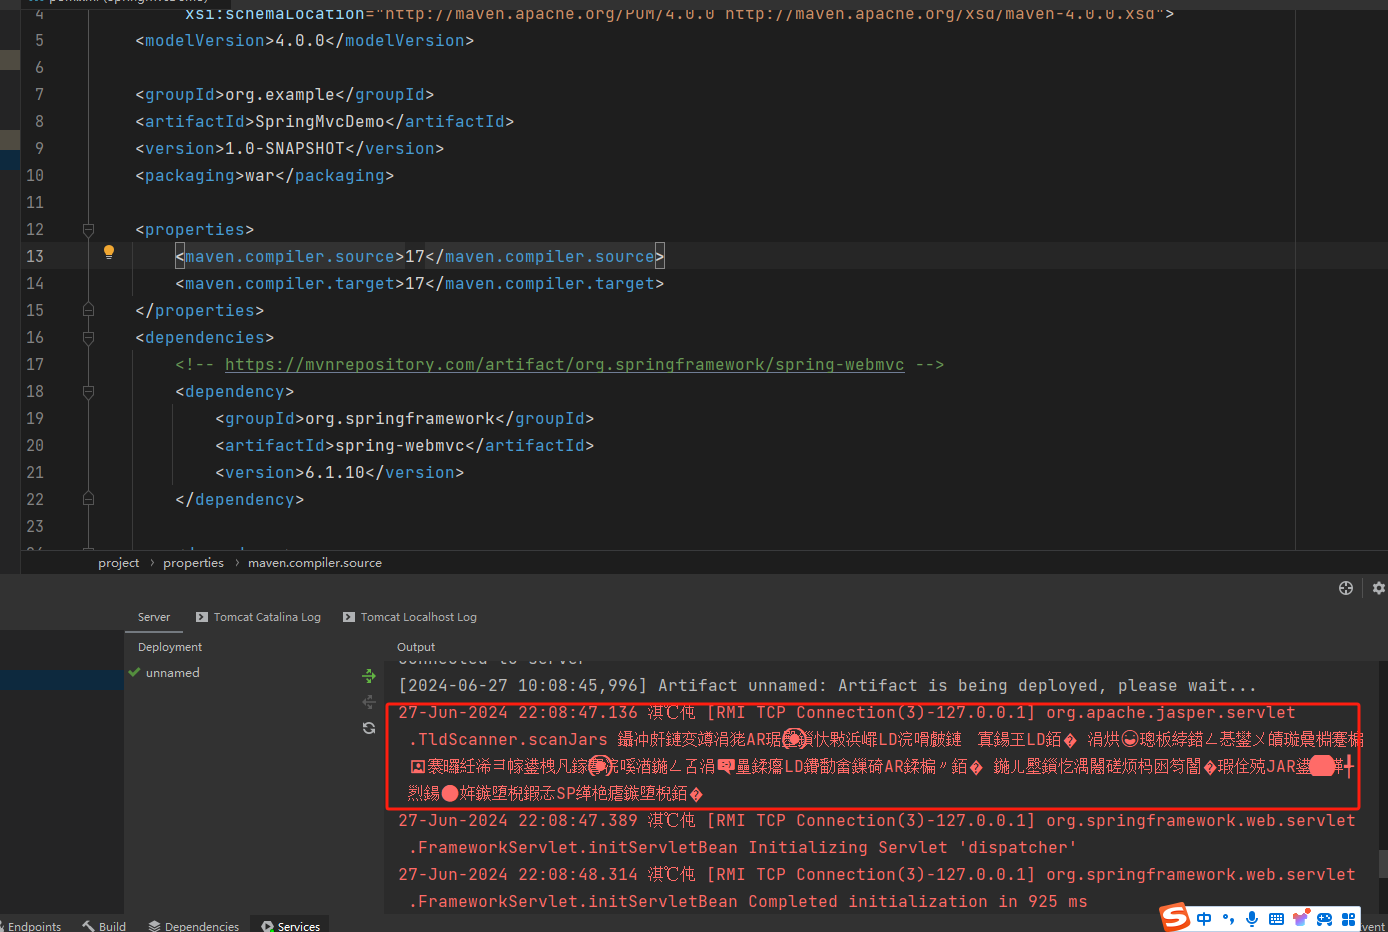 4 xsi:schemaLocation="http://maven.apache.org/POM/4.0.0 http://maven.apache.org/xsd/maven-4.0.0.xsd">
5 <modelVersion>4.0.0</modelVersion>
6
7 <groupId>org.example</groupId>
8 <artifactId>SpringMvcDemo</artifactId>
9 <version>1.0-SNAPSHOT</version>
10 <packaging>war</packaging>
11
12 <properties>
13 <maven.compiler.source>17</maven.compiler.source>
14 <maven.compiler.target>17</maven.compiler.target>
15 </properties>
16 <dependencies>
17 <!-- https://mvnrepository.com/artifact/org.springframework/spring-webmvc -->
18 <dependency>
19 <groupId>org.springframework</groupId>
20 <artifactId>spring-webmvc</artifactId>
21 <version>6.1.10</version>
22 </dependency>
23
project › properties › maven.compiler.source
Server Tomcat Catalina Log Tomcat Localhost Log
Deployment Output
unnamed
Connected to server
[2024-06-27 10:08:45,996] Artifact unnamed: Artifact is being deployed, please wait...
27-Jun-2024 22:08:47.136 淇℃伅 [RMI TCP Connection(3)-127.0.0.1] org.apache.jasper.servlet
.TldScanner.scanJars
27-Jun-2024 22:08:47.389 淇℃伅 [RMI TCP Connection(3)-127.0.0.1] org.springframework.web.servlet
.FrameworkServlet.initServletBean Initializing Servlet 'dispatcher'
27-Jun-2024 22:08:48.314 淇℃伅 [RMI TCP Connection(3)-127.0.0.1] org.springframework.web.servlet
.FrameworkServlet.initServletBean Completed initialization in 925 ms
Endpoints Build Dependencies Services
中